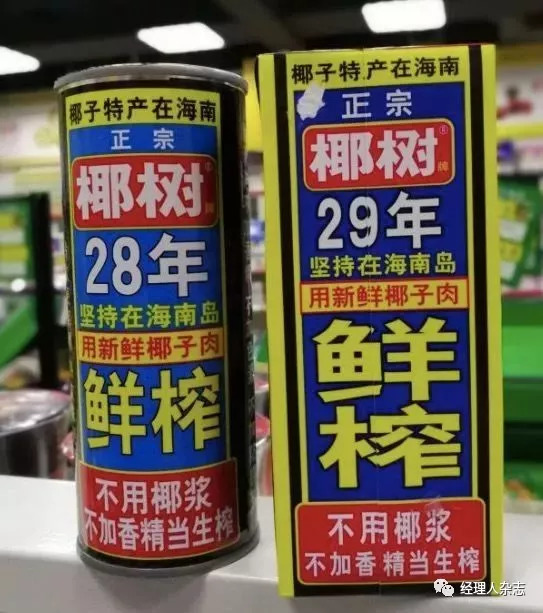 椰子特产在海南
正宗
椰树
牌
28年
坚持在海南岛
用新鲜椰子肉
鲜榨
不用椰浆
不加香精当生榨
椰子特产在海南
正宗
椰树®
牌
29年
坚持在海南岛
用新鲜椰子肉
鲜
榨
不用椰浆
不加香精当生榨
经理人杂志